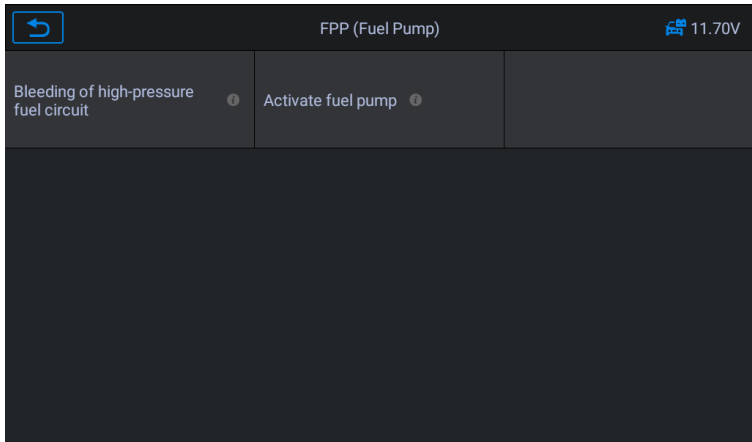 FPP (Fuel Pump)
11.70V
Bleeding of high-pressure
fuel circuit
Activate fuel pump